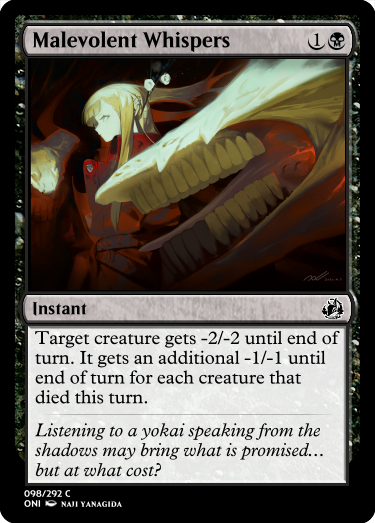 Malevolent Whispers 1
Instant
Target creature gets -2/-2 until end of
turn. It gets an additional -1/-1 until
end of turn for each creature that
died this turn.
Listening to a yokai speaking from the
shadows may bring what is promised...
but at what cost?
098/292 C
ONI NAJI YANAGIDA